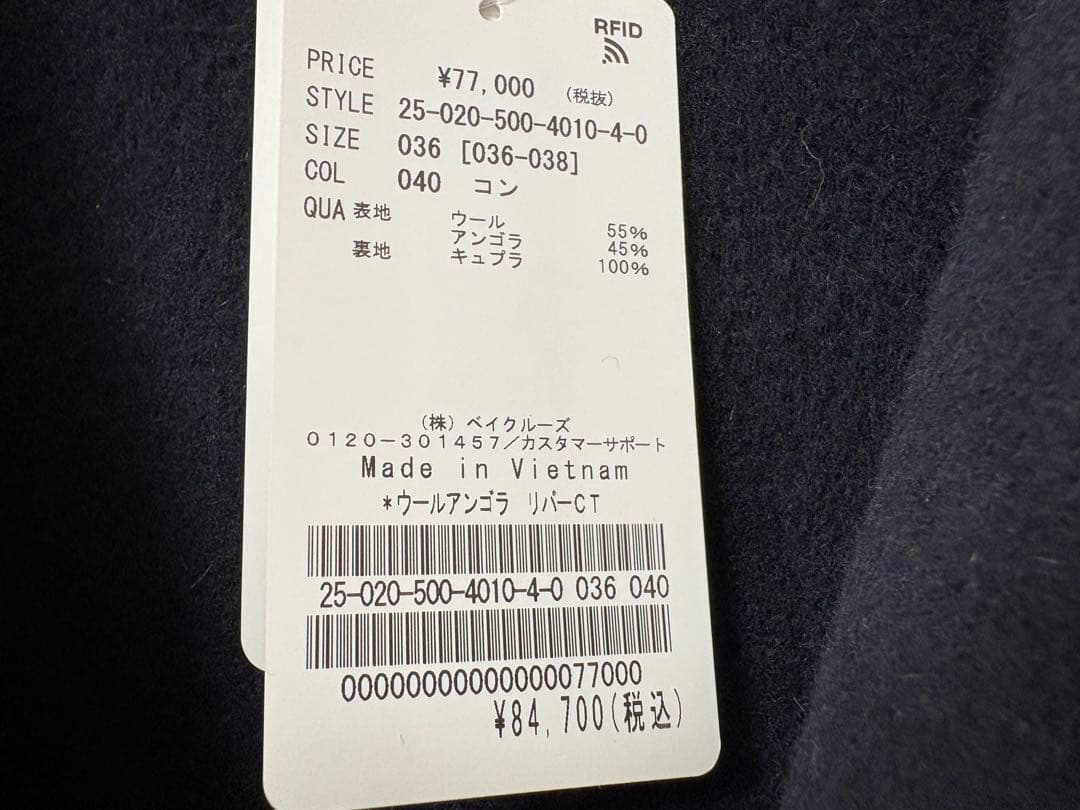 RFID
PRICE ¥77,000 (税抜)
STYLE 25-020-500-4010-4-0
SIZE 036 [036-038]
COL 040 コン
QUA 表地 ウール 55%
アンゴラ 45%
裏地 キュプラ 100%
(株) ベイクルーズ
0120-301457/カスタマーサポート
Made in Vietnam
*ウールアンゴラ リバーCT
25-020-500-4010-4-0 036 040
00000000000000077000
¥84,700(税込)